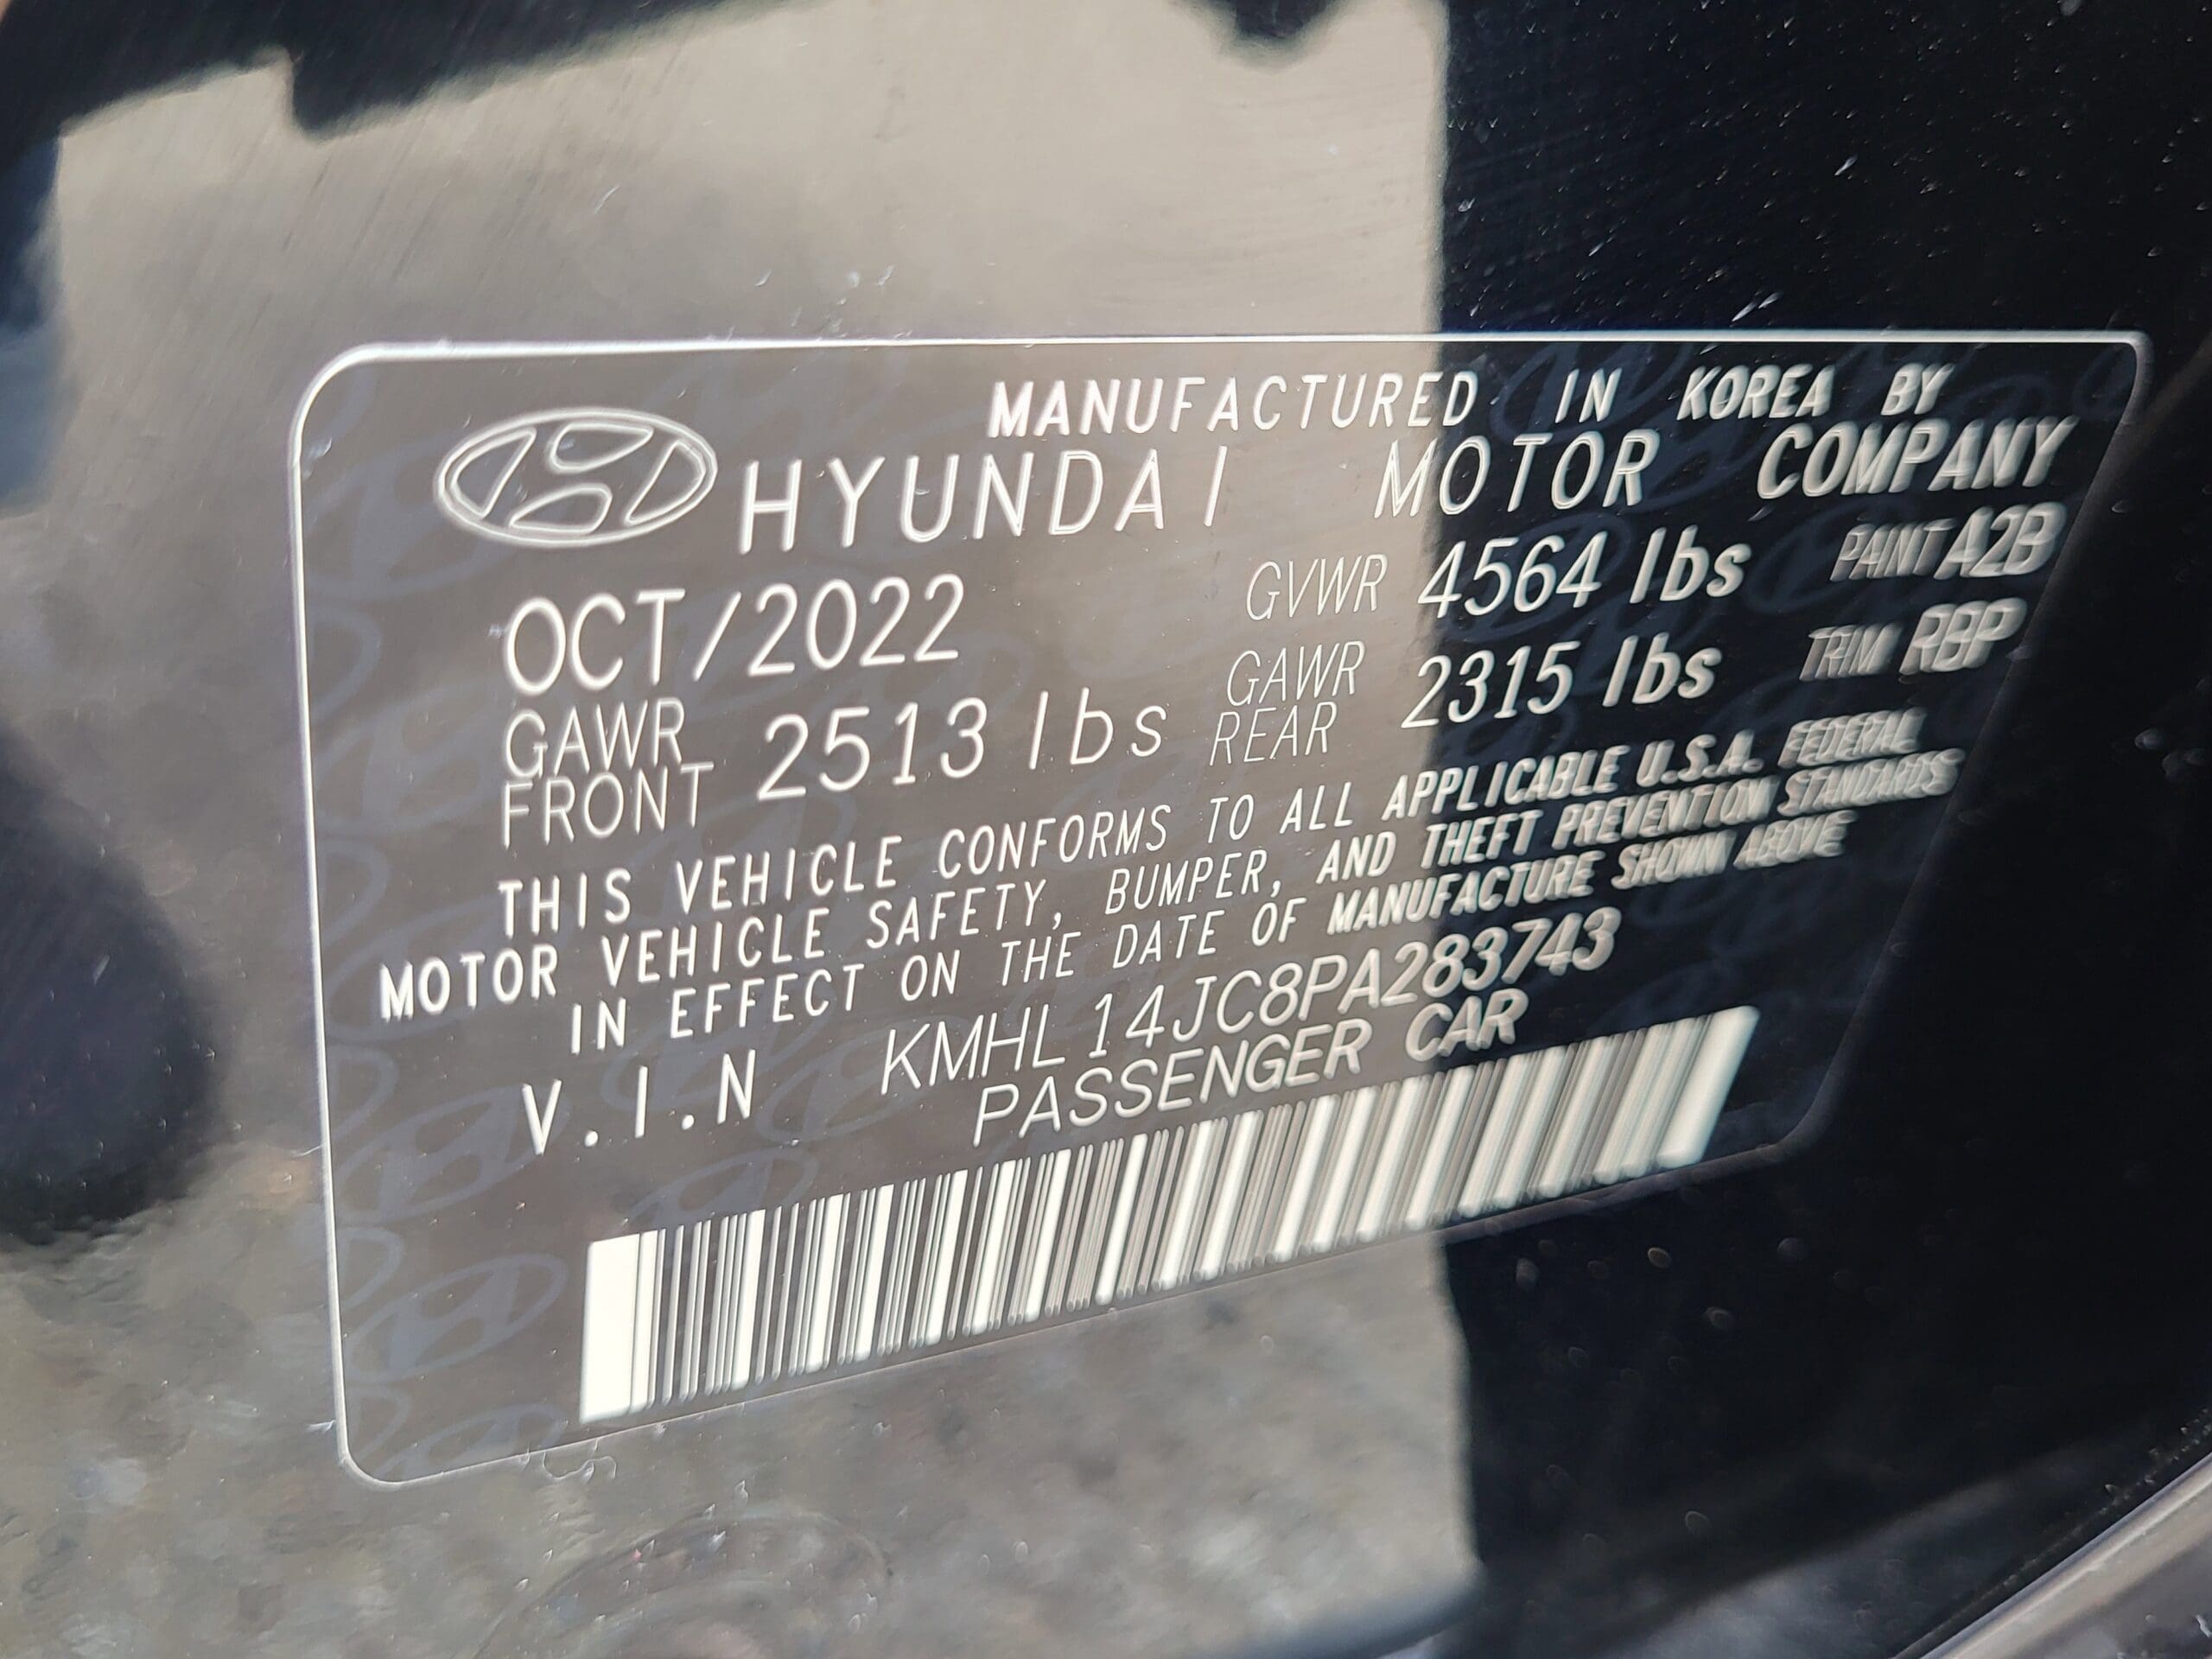 MANUFACTURED IN KOREA BY
HYUNDAI MOTOR COMPANY
OCT/2022 GVWR 4564 lbs PAINT A2B
GAWR FRONT 2513 lbs GAWR REAR 2315 lbs TRIM RBP
THIS VEHICLE CONFORMS TO ALL APPLICABLE U.S.A. FEDERAL
MOTOR VEHICLE SAFETY, BUMPER, AND THEFT PREVENTION STANDARDS
IN EFFECT ON THE DATE OF MANUFACTURE SHOWN ABOVE
V.I.N KMHL14JC8PA283743
PASSENGER CAR